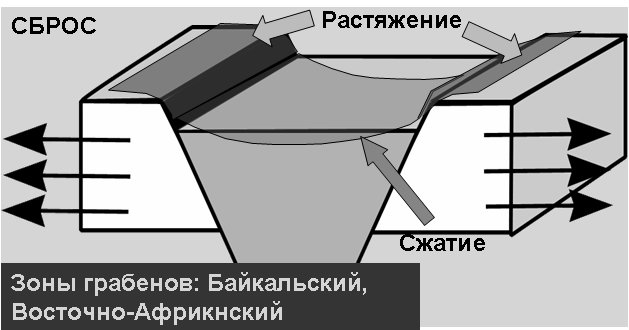 СБРОС
Растяжение
Сжатие
Зоны грабенов: Байкальский,
Восточно-Африкнский